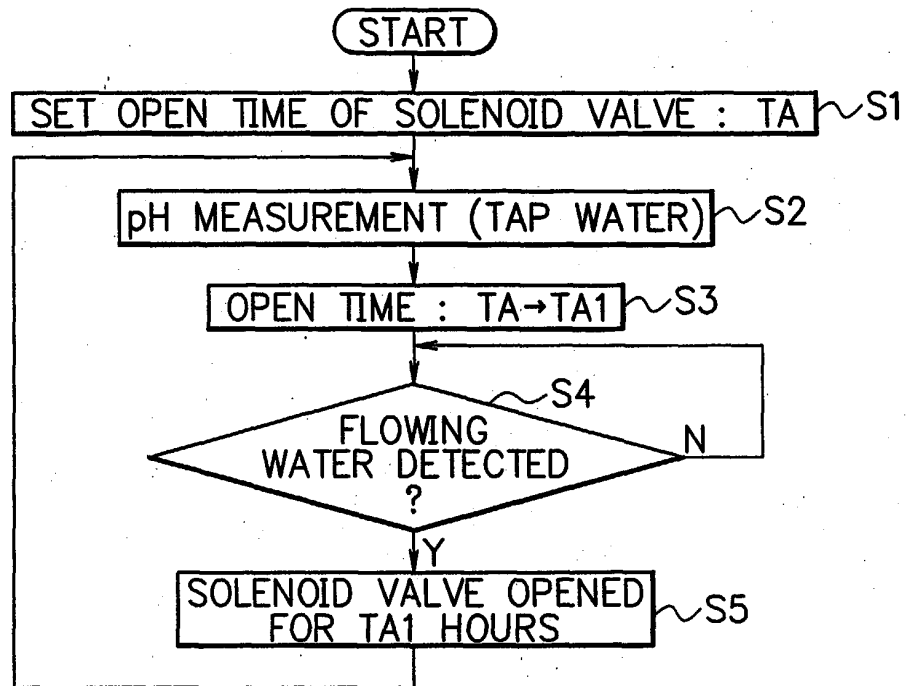 START
SET OPEN TIME OF SOLENOID VALVE : TA
S1
pH MEASUREMENT (TAP WATER)
S2
OPEN TIME : TA→TA1
S3
S4
FLOWING
WATER DETECTED
?
N
Y
SOLENOID VALVE OPENED
FOR TA1 HOURS
S5